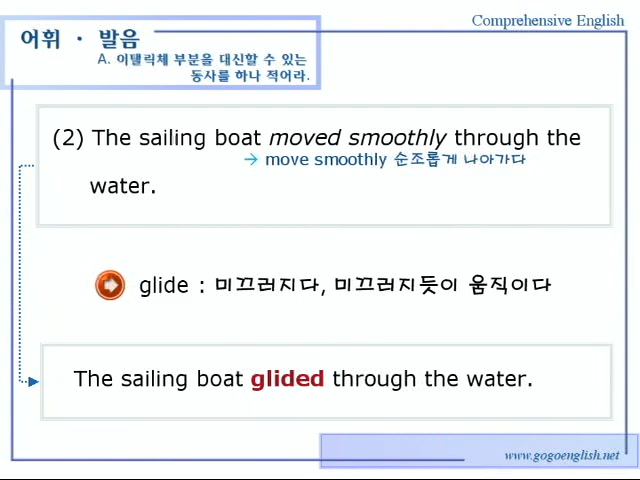 Comprehensive English
어휘 · 발음
A. 이탤릭체 부분을 대신할 수 있는
동사를 하나 적어라.
(2) The sailing boat moved smoothly through the
→ move smoothly 순조롭게 나아가다
water.
glide : 미끄러지다, 미끄러지듯이 움직이다
The sailing boat glided through the water.
www.gogoenglish.net